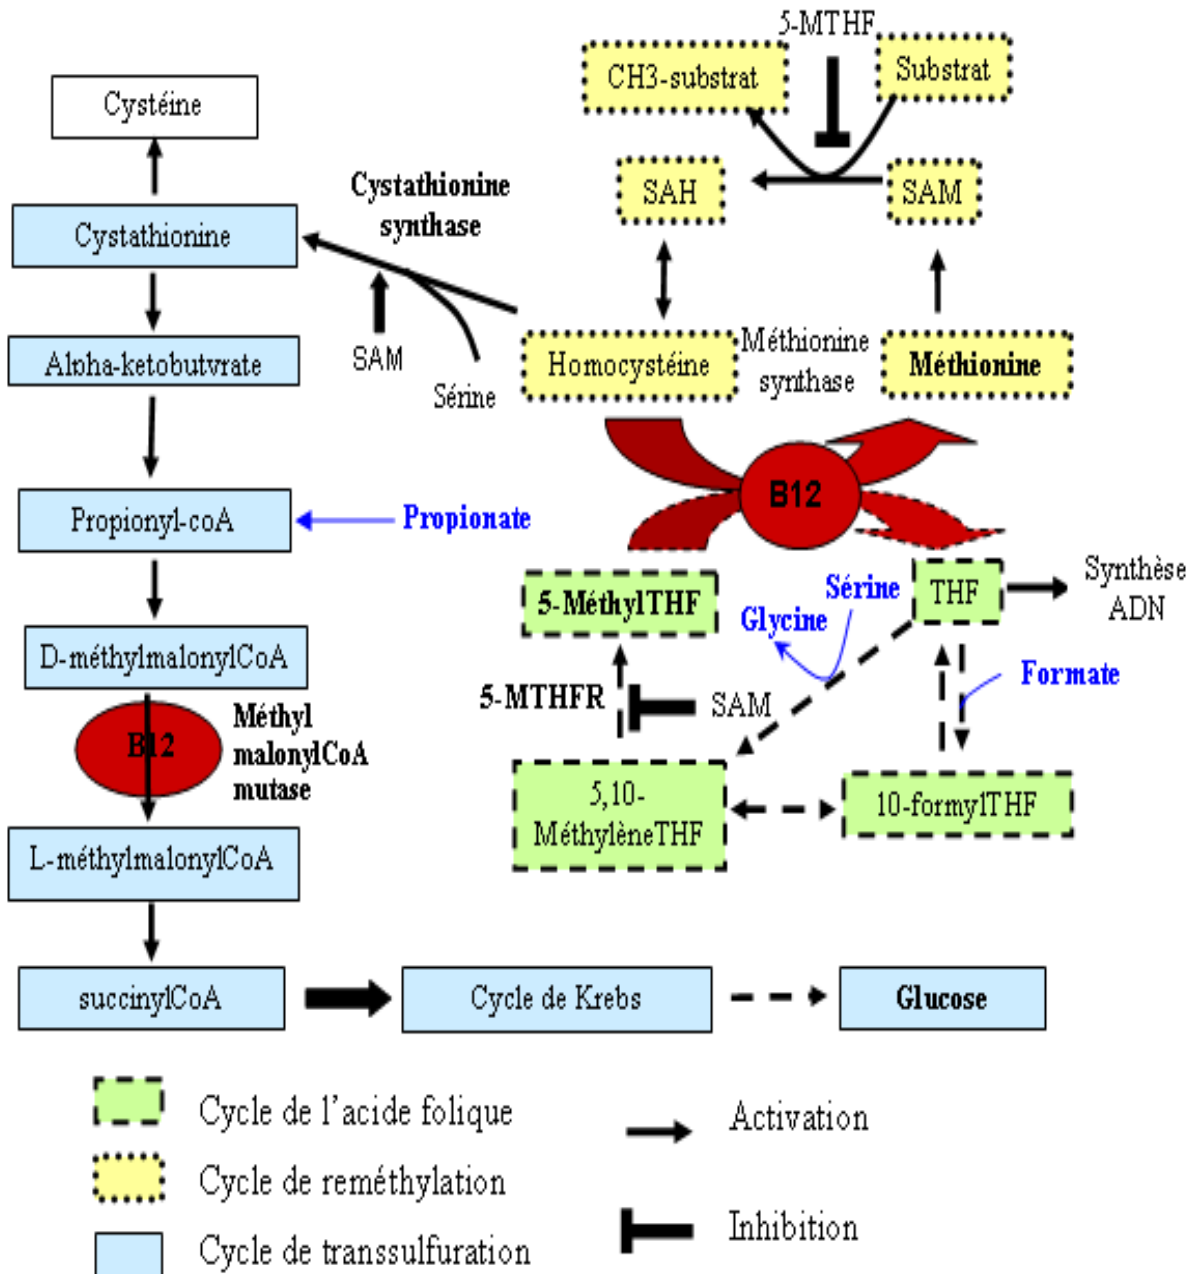 5-MTHF
CH3-substrat
Substrat
Cystéine
Cystathionine
synthase
SAH
SAM
Cystathionine
SAM
Sérine
Alpha-ketobutyrate
Homocystéine
Méthionine
synthase
Méthionine
B12
Propionyl-coA
Propionate
5-MéthylTHF
Sérine
Glycine
THF
Synthèse
ADN
D-méthylmalonylCoA
5-MTHFR
SAM
Formate
B12
Méthyl
malonylCoA
mutase
5,10-
MéthylèneTHF
10-formylTHF
L-méthylmalonylCoA
succinylCoA
Cycle de Krebs
Glucose
Cycle de l'acide folique
Activation
Cycle de reméthylation
Inhibition
Cycle de transsulfuration